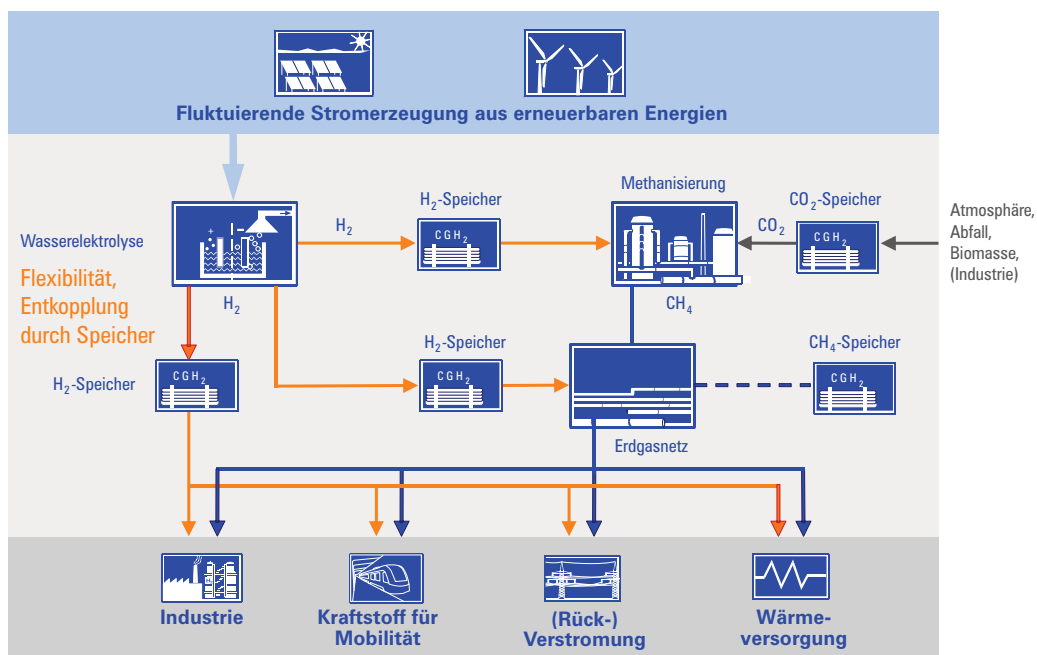 Fluktuierende Stromerzeugung aus erneuerbaren Energien
Methanisierung
H₂-Speicher
CO₂-Speicher
Atmosphäre,
Abfall,
Biomasse,
(Industrie)
Wasserelektrolyse
H₂
CGH₂
CO₂
CGH₂
Flexibilität,
Entkopplung
durch Speicher
H₂
CH₄
H₂-Speicher
CH₄-Speicher
H₂-Speicher
CGH₂
CGH₂
CGH₂
Erdgasnetz
Industrie
Kraftstoff für
Mobilität
(Rück-)
Verstromung
Wärme-
versorgung